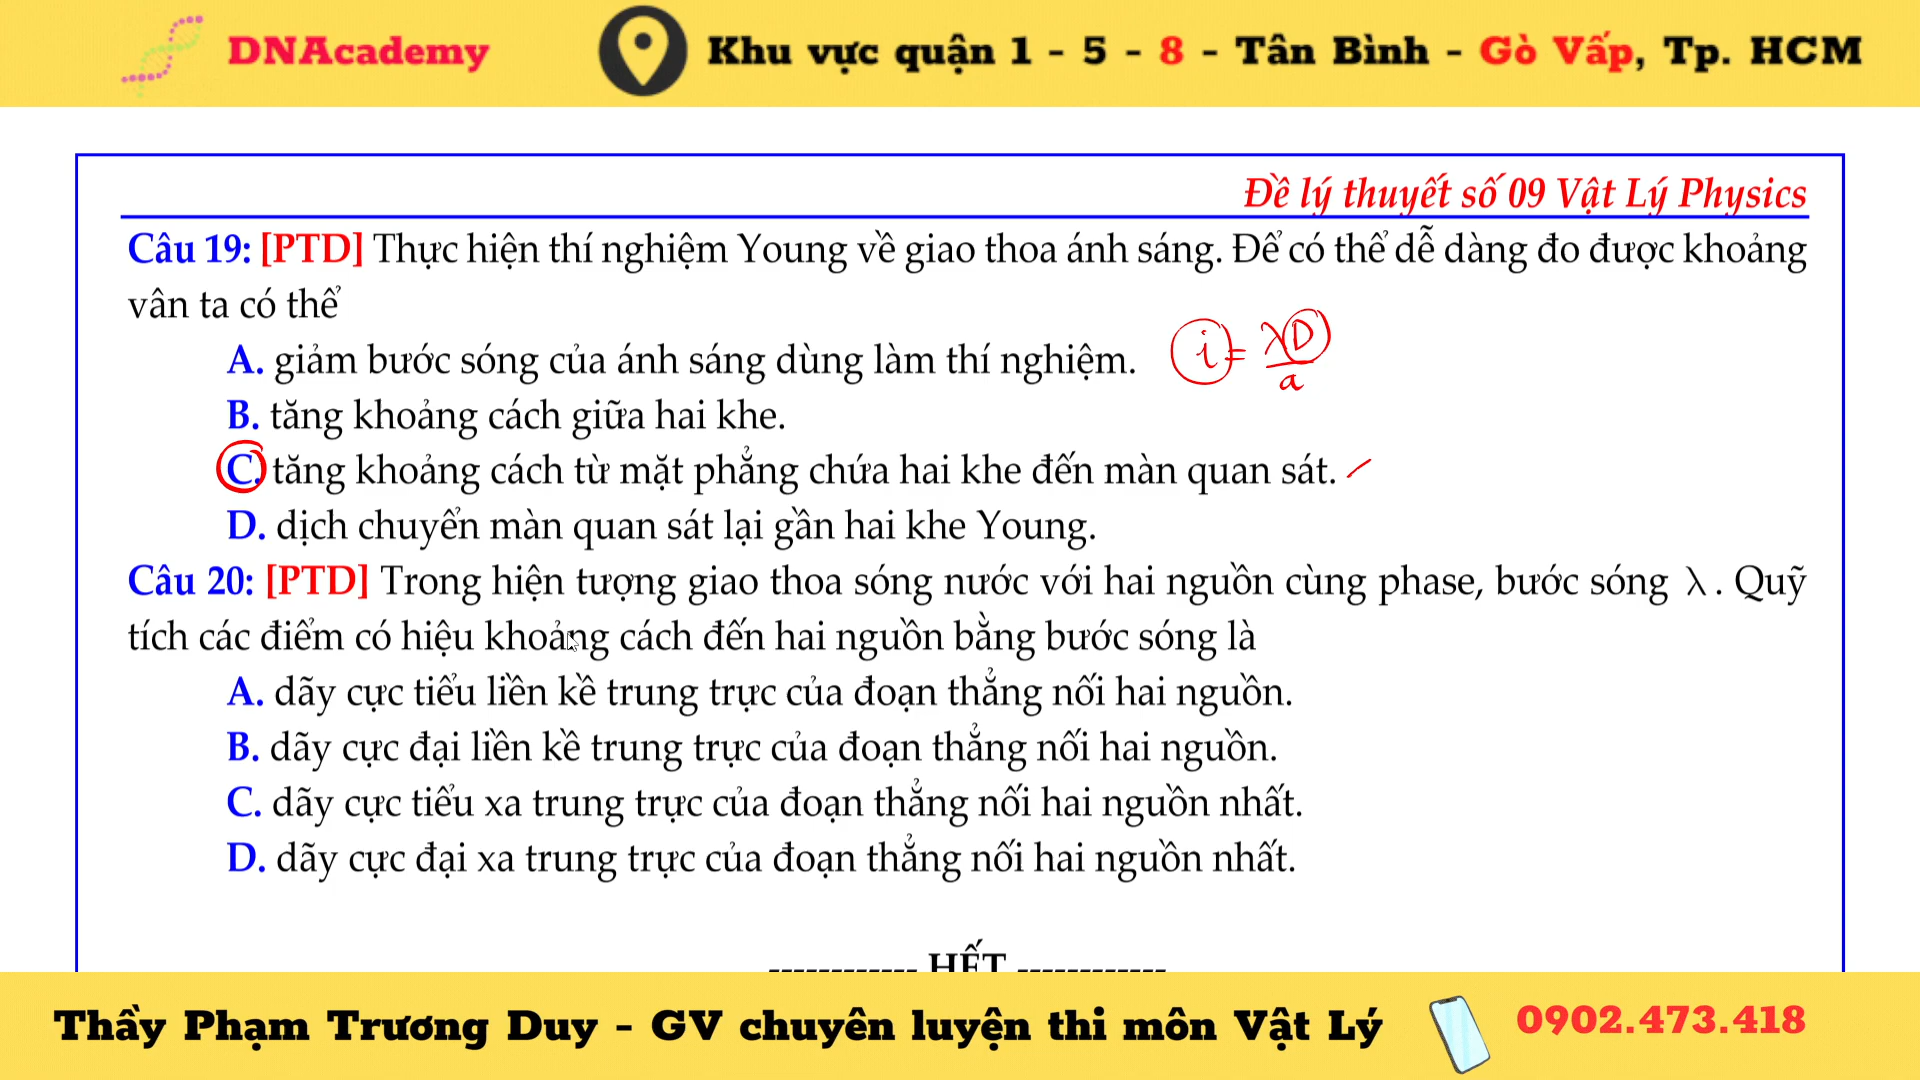 DNAcademy
Khu vực quận 1 - 5 - 8 - Tân Bình - Gò Vấp, Tp. HCM
Đề lý thuyết số 09 Vật Lý Physics
Câu 19: [PTD] Thực hiện thí nghiệm Young về giao thoa ánh sáng. Để có thể dễ dàng đo được khoảng
vân ta có thể
A. giảm bước sóng của ánh sáng dùng làm thí nghiệm.
i = λD/a
B. tăng khoảng cách giữa hai khe.
C. tăng khoảng cách từ mặt phẳng chứa hai khe đến màn quan sát.
D. dịch chuyển màn quan sát lại gần hai khe Young.
Câu 20: [PTD] Trong hiện tượng giao thoa sóng nước với hai nguồn cùng phase, bước sóng λ. Quỹ
tích các điểm có hiệu khoảng cách đến hai nguồn bằng bước sóng là
A. dãy cực tiểu liền kề trung trực của đoạn thẳng nối hai nguồn.
B. dãy cực đại liền kề trung trực của đoạn thẳng nối hai nguồn.
C. dãy cực tiểu xa trung trực của đoạn thẳng nối hai nguồn nhất.
D. dãy cực đại xa trung trực của đoạn thẳng nối hai nguồn nhất.
------------ HẾT ------------
Thầy Phạm Trương Duy - GV chuyên luyện thi môn Vật Lý
0902.473.418